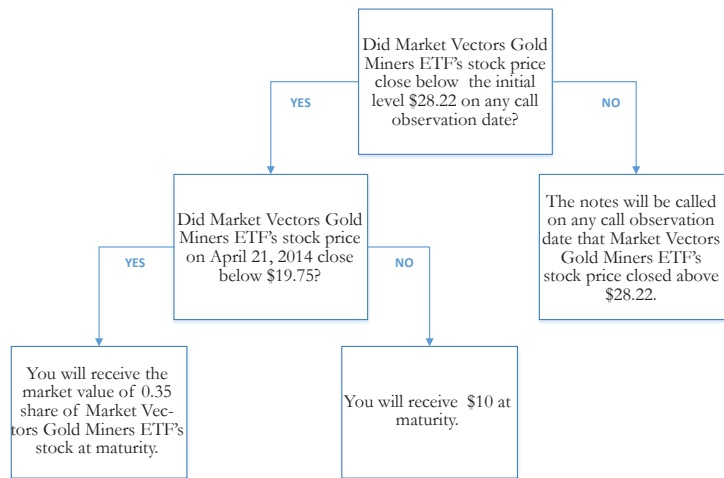 Did Market Vectors Gold
Miners ETF's stock price
close below the initial
level $28.22 on any call
observation date?
YES
NO
Did Market Vectors Gold
Miners ETF's stock price
on April 21, 2014 close
below $19.75?
The notes will be called
on any call observation
date that Market Vectors
Gold Miners ETF's
stock price closed above
$28.22.
YES
NO
You will receive the
market value of 0.35
share of Market Vec-
tors Gold Miners ETF's
stock at maturity.
You will receive $10 at
maturity.